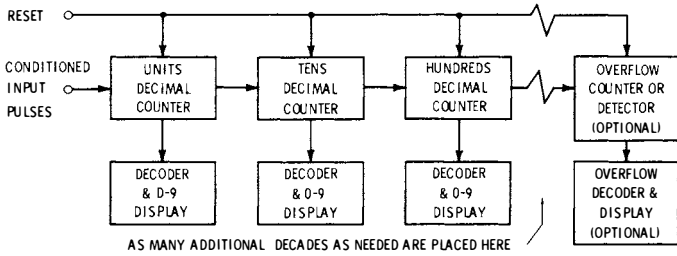 RESET
CONDITIONED
INPUT
PULSES
UNITS
DECIMAL
COUNTER
TENS
DECIMAL
COUNTER
HUNDREDS
DECIMAL
COUNTER
OVERFLOW
COUNTER OR
DETECTOR
(OPTIONAL)
DECODER
& D-9
DISPLAY
DECODER
& 0-9
DISPLAY
DECODER
& 0-9
DISPLAY
OVERFLOW
DECODER &
DISPLAY
(OPTIONAL)
AS MANY ADDITIONAL DECADES AS NEEDED ARE PLACED HERE